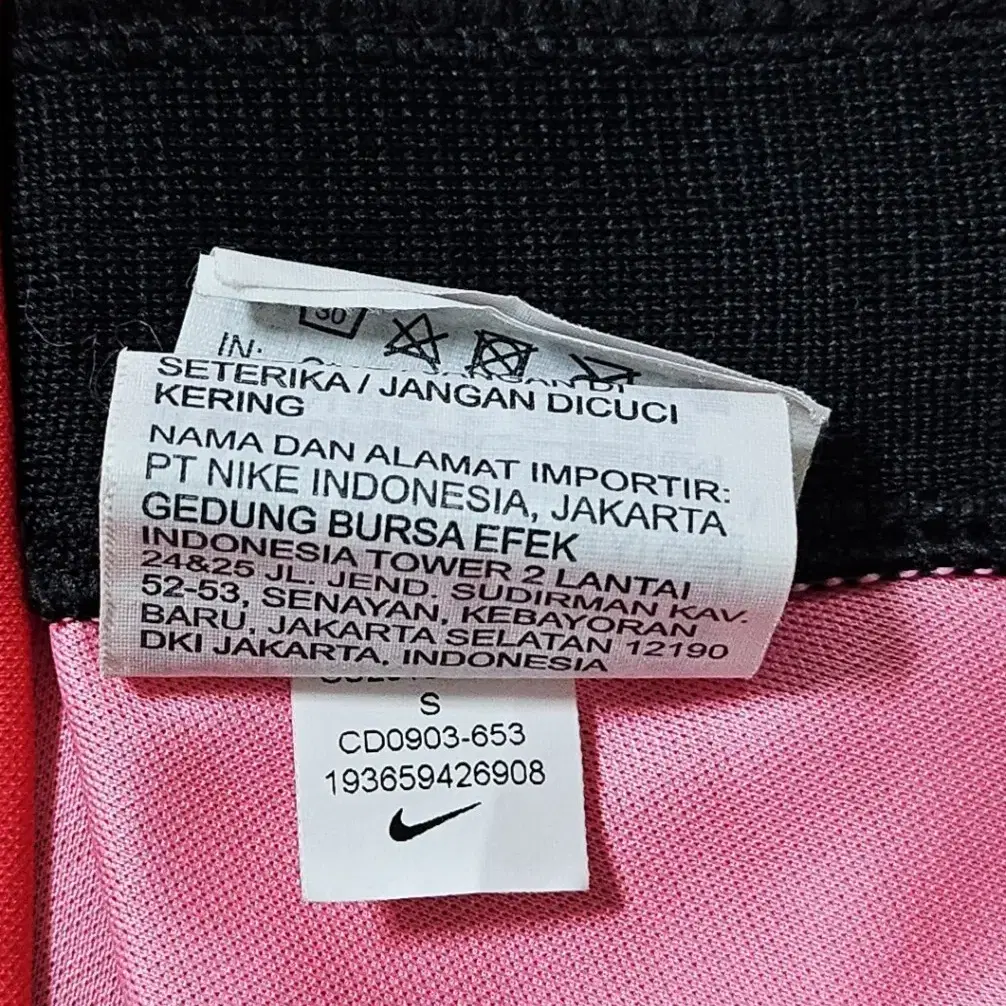 30
IN:
SETERIKA / JANGAN DICUCI
KERING
NAMA DAN ALAMAT IMPORTIR:
PT NIKE INDONESIA, JAKARTA
GEDUNG BURSA EFEK
INDONESIA TOWER 2 LANTAI
24&25 JL. JEND. SUDIRMAN KAV.
52-53, SENAYAN, KEBAYORAN
BARU, JAKARTA SELATAN 12190
DKI JAKARTA, INDONESIA
S
CD0903-653
193659426908